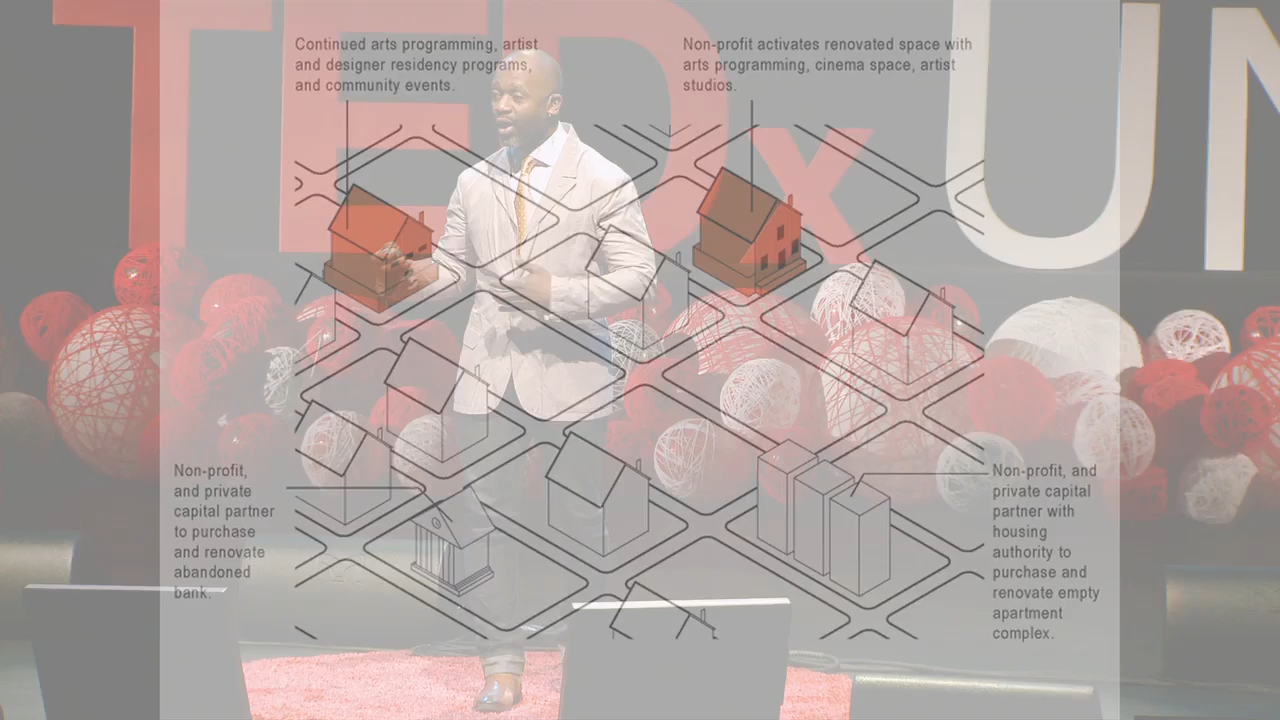 TEDxUN
Continued arts programming, artist
and designer residency programs,
and community events.
Non-profit activates renovated space with
arts programming, cinema space, artist
studios.
Non-profit,
and private
capital partner
to purchase
and renovate
abandoned
bank.
Non-profit, and
private capital
partner with
housing
authority to
purchase and
renovate empty
apartment
complex.